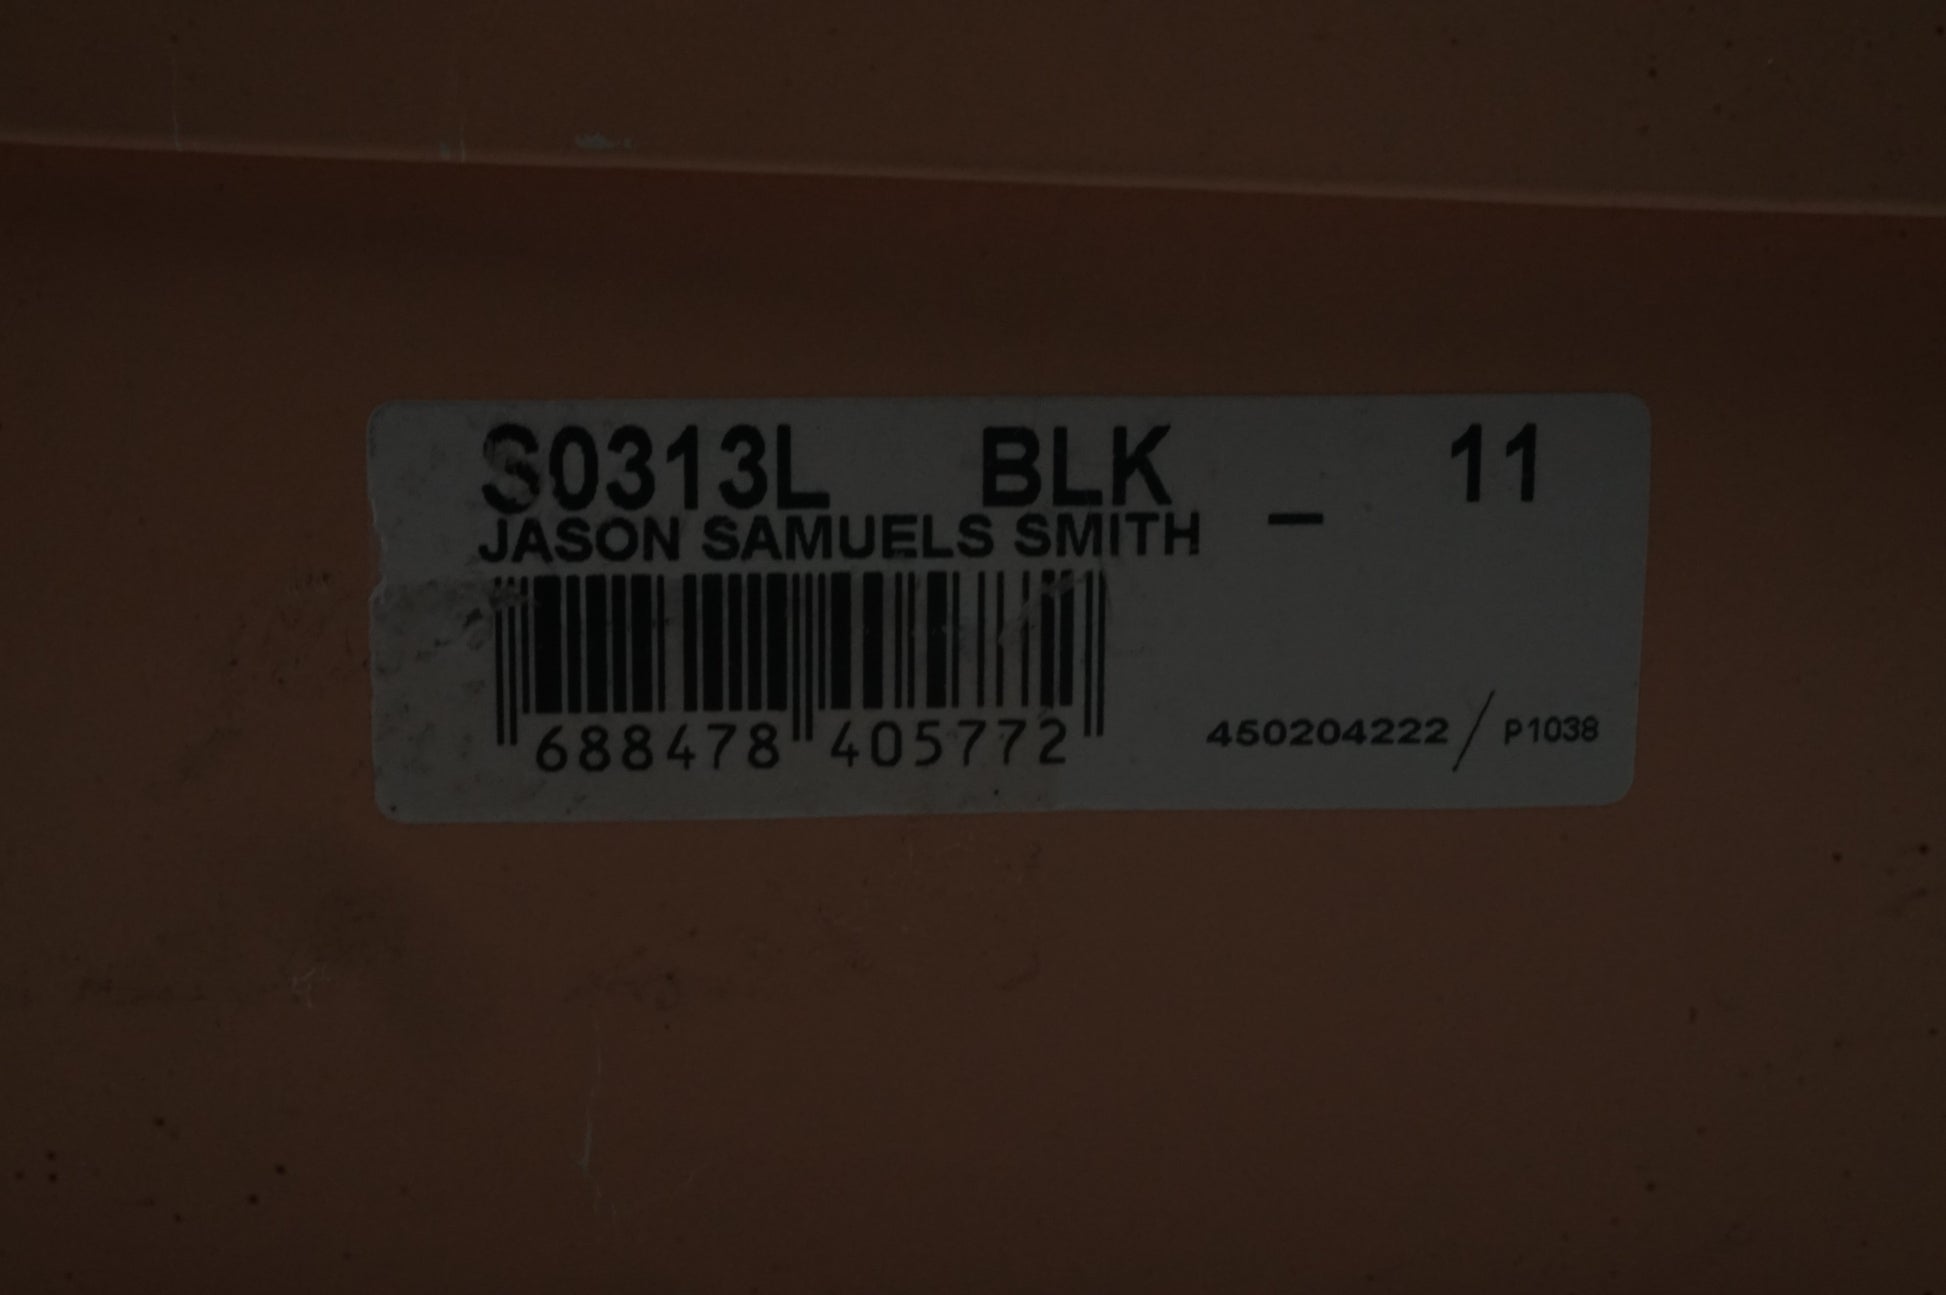 S0313L BLK _ 11
JASON SAMUELS SMITH
688478 405772
450204222 / P1038